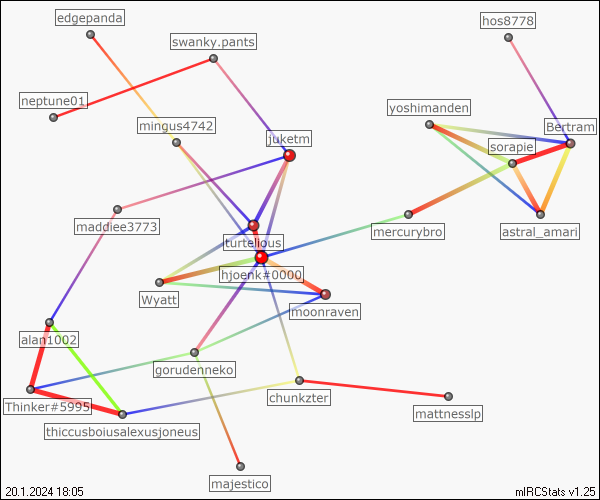 edgepanda
hos8778
swanky.pants
neptune01
yoshimanden
mingus4742
Bertram
juketm
sorapie
maddiee3773
mercurybro
astral_amari
turtelious
hjoenk#0000
Wyatt
moonraven
alan1002
gorudenneko
chunkzter
Thinker#5995
mattnesslp
thiccusboiusalexusjoneus
majestico
20.1.2024 18:05
mIRCStats v1.25